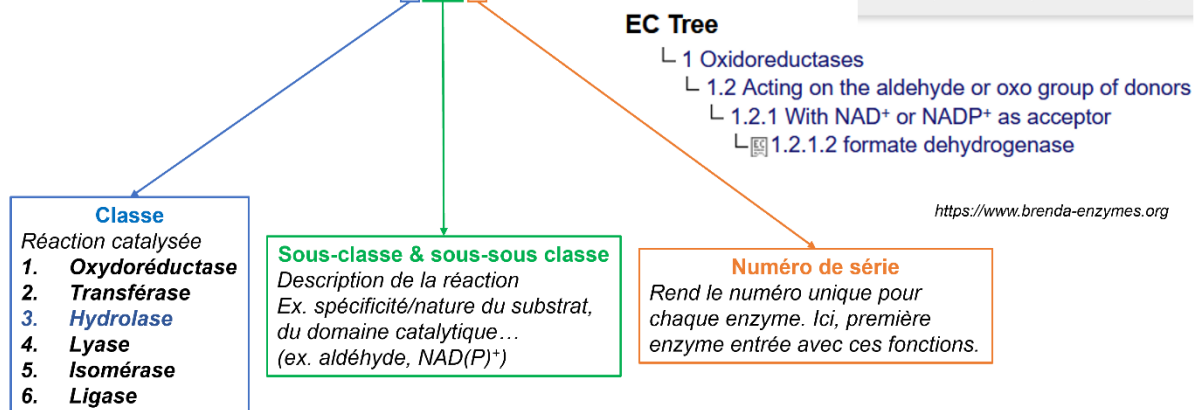 EC Tree
1 Oxidoreductases
1.2 Acting on the aldehyde or oxo group of donors
1.2.1 With NAD⁺ or NADP⁺ as acceptor
1.2.1.2 formate dehydrogenase
https://www.brenda-enzymes.org
Classe
Réaction catalysée
1. Oxydoréductase
2. Transférase
3. Hydrolase
4. Lyase
5. Isomérase
6. Ligase
Sous-classe & sous-sous classe
Description de la réaction
Ex. spécificité/nature du substrat,
du domaine catalytique…
(ex. aldéhyde, NAD(P)⁺)
Numéro de série
Rend le numéro unique pour
chaque enzyme. Ici, première
enzyme entrée avec ces fonctions.